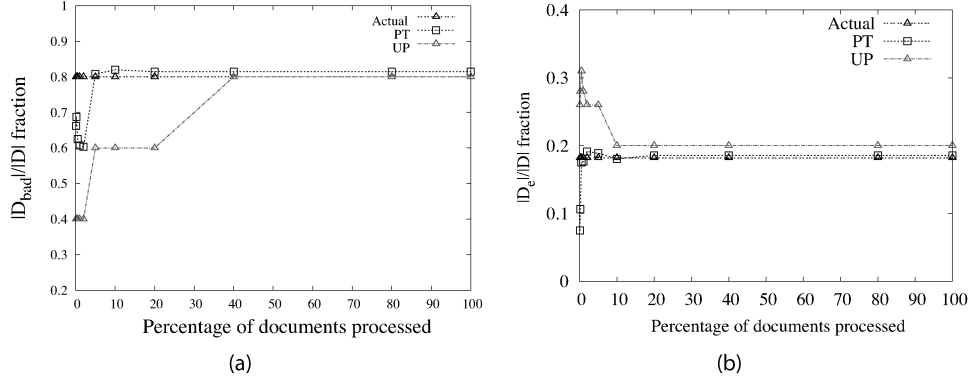 (a)
(b)
1
0.9
0.8
0.7
0.6
0.5
0.4
0.3
0.2
Actual
PT
UP
0 10 20 30 40 50 60 70 80 90 100
|D_bad|/|D| fraction
Percentage of documents processed
(a)
0.4
0.3
0.2
0.1
0
Actual
PT
UP
0 10 20 30 40 50 60 70 80 90 100
|D_e|/|D| fraction
Percentage of documents processed
(b)